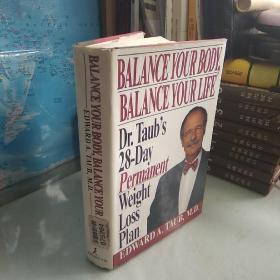 BALANCE YOUR BODY,
BALANCE YOUR LIFE
Dr. Taub's
28-Day
Permanent
Weight
Loss
Plan
EDWARD A. TAUB, M.D.
BALANCE YOUR BODY, BALANCE YOUR
EDWARD A. TAUB, M.D.